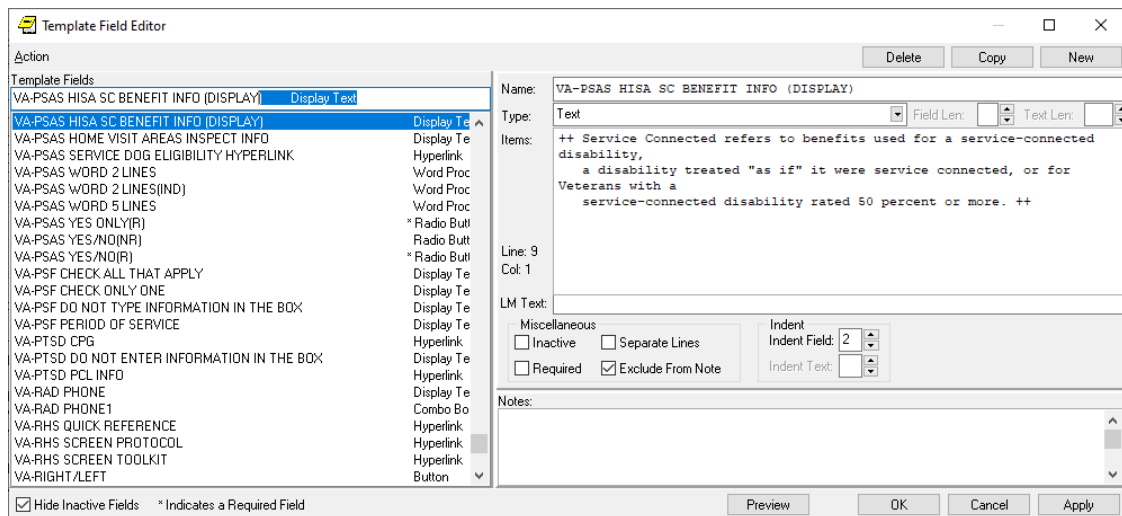 Template Field Editor
Action
Delete Copy New
Template Fields
VA-PSAS HISA SC BENEFIT INFO (DISPLAY) Display Text
VA-PSAS HISA SC BENEFIT INFO (DISPLAY) Display Te
VA-PSAS HOME VISIT AREAS INSPECT INFO Display Te
VA-PSAS SERVICE DOG ELIGIBILITY HYPERLINK Hyperlink
VA-PSAS WORD 2 LINES Word Proc
VA-PSAS WORD 2 LINES(IND) Word Proc
VA-PSAS WORD 5 LINES Word Proc
VA-PSAS YES ONLY(R) * Radio Butt
VA-PSAS YES/NO(NR) Radio Butt
VA-PSAS YES/NO(R) * Radio Butt
VA-PSF CHECK ALL THAT APPLY Display Te
VA-PSF CHECK ONLY ONE Display Te
VA-PSF DO NOT TYPE INFORMATION IN THE BOX Display Te
VA-PSF PERIOD OF SERVICE Display Te
VA-PTSD CPG Hyperlink
VA-PTSD DO NOT ENTER INFORMATION IN THE BOX Display Te
VA-PTSD PCL INFO Hyperlink
VA-RAD PHONE Display Te
VA-RAD PHONE1 Combo Bo
VA-RHS QUICK REFERENCE Hyperlink
VA-RHS SCREEN PROTOCOL Hyperlink
VA-RHS SCREEN TOOLKIT Hyperlink
VA-RIGHT/LEFT Button
Name: VA-PSAS HISA SC BENEFIT INFO (DISPLAY)
Type: Text Field Len: Text Len:
Items: ++ Service Connected refers to benefits used for a service-connected
disability,
a disability treated "as if" it were service connected, or for
Veterans with a
service-connected disability rated 50 percent or more. ++
Line: 9
Col: 1
LM Text:
Miscellaneous Indent
Inactive Separate Lines Indent Field: 2
Required Exclude From Note Indent Text:
Notes:
Hide Inactive Fields * Indicates a Required Field Preview OK Cancel Apply